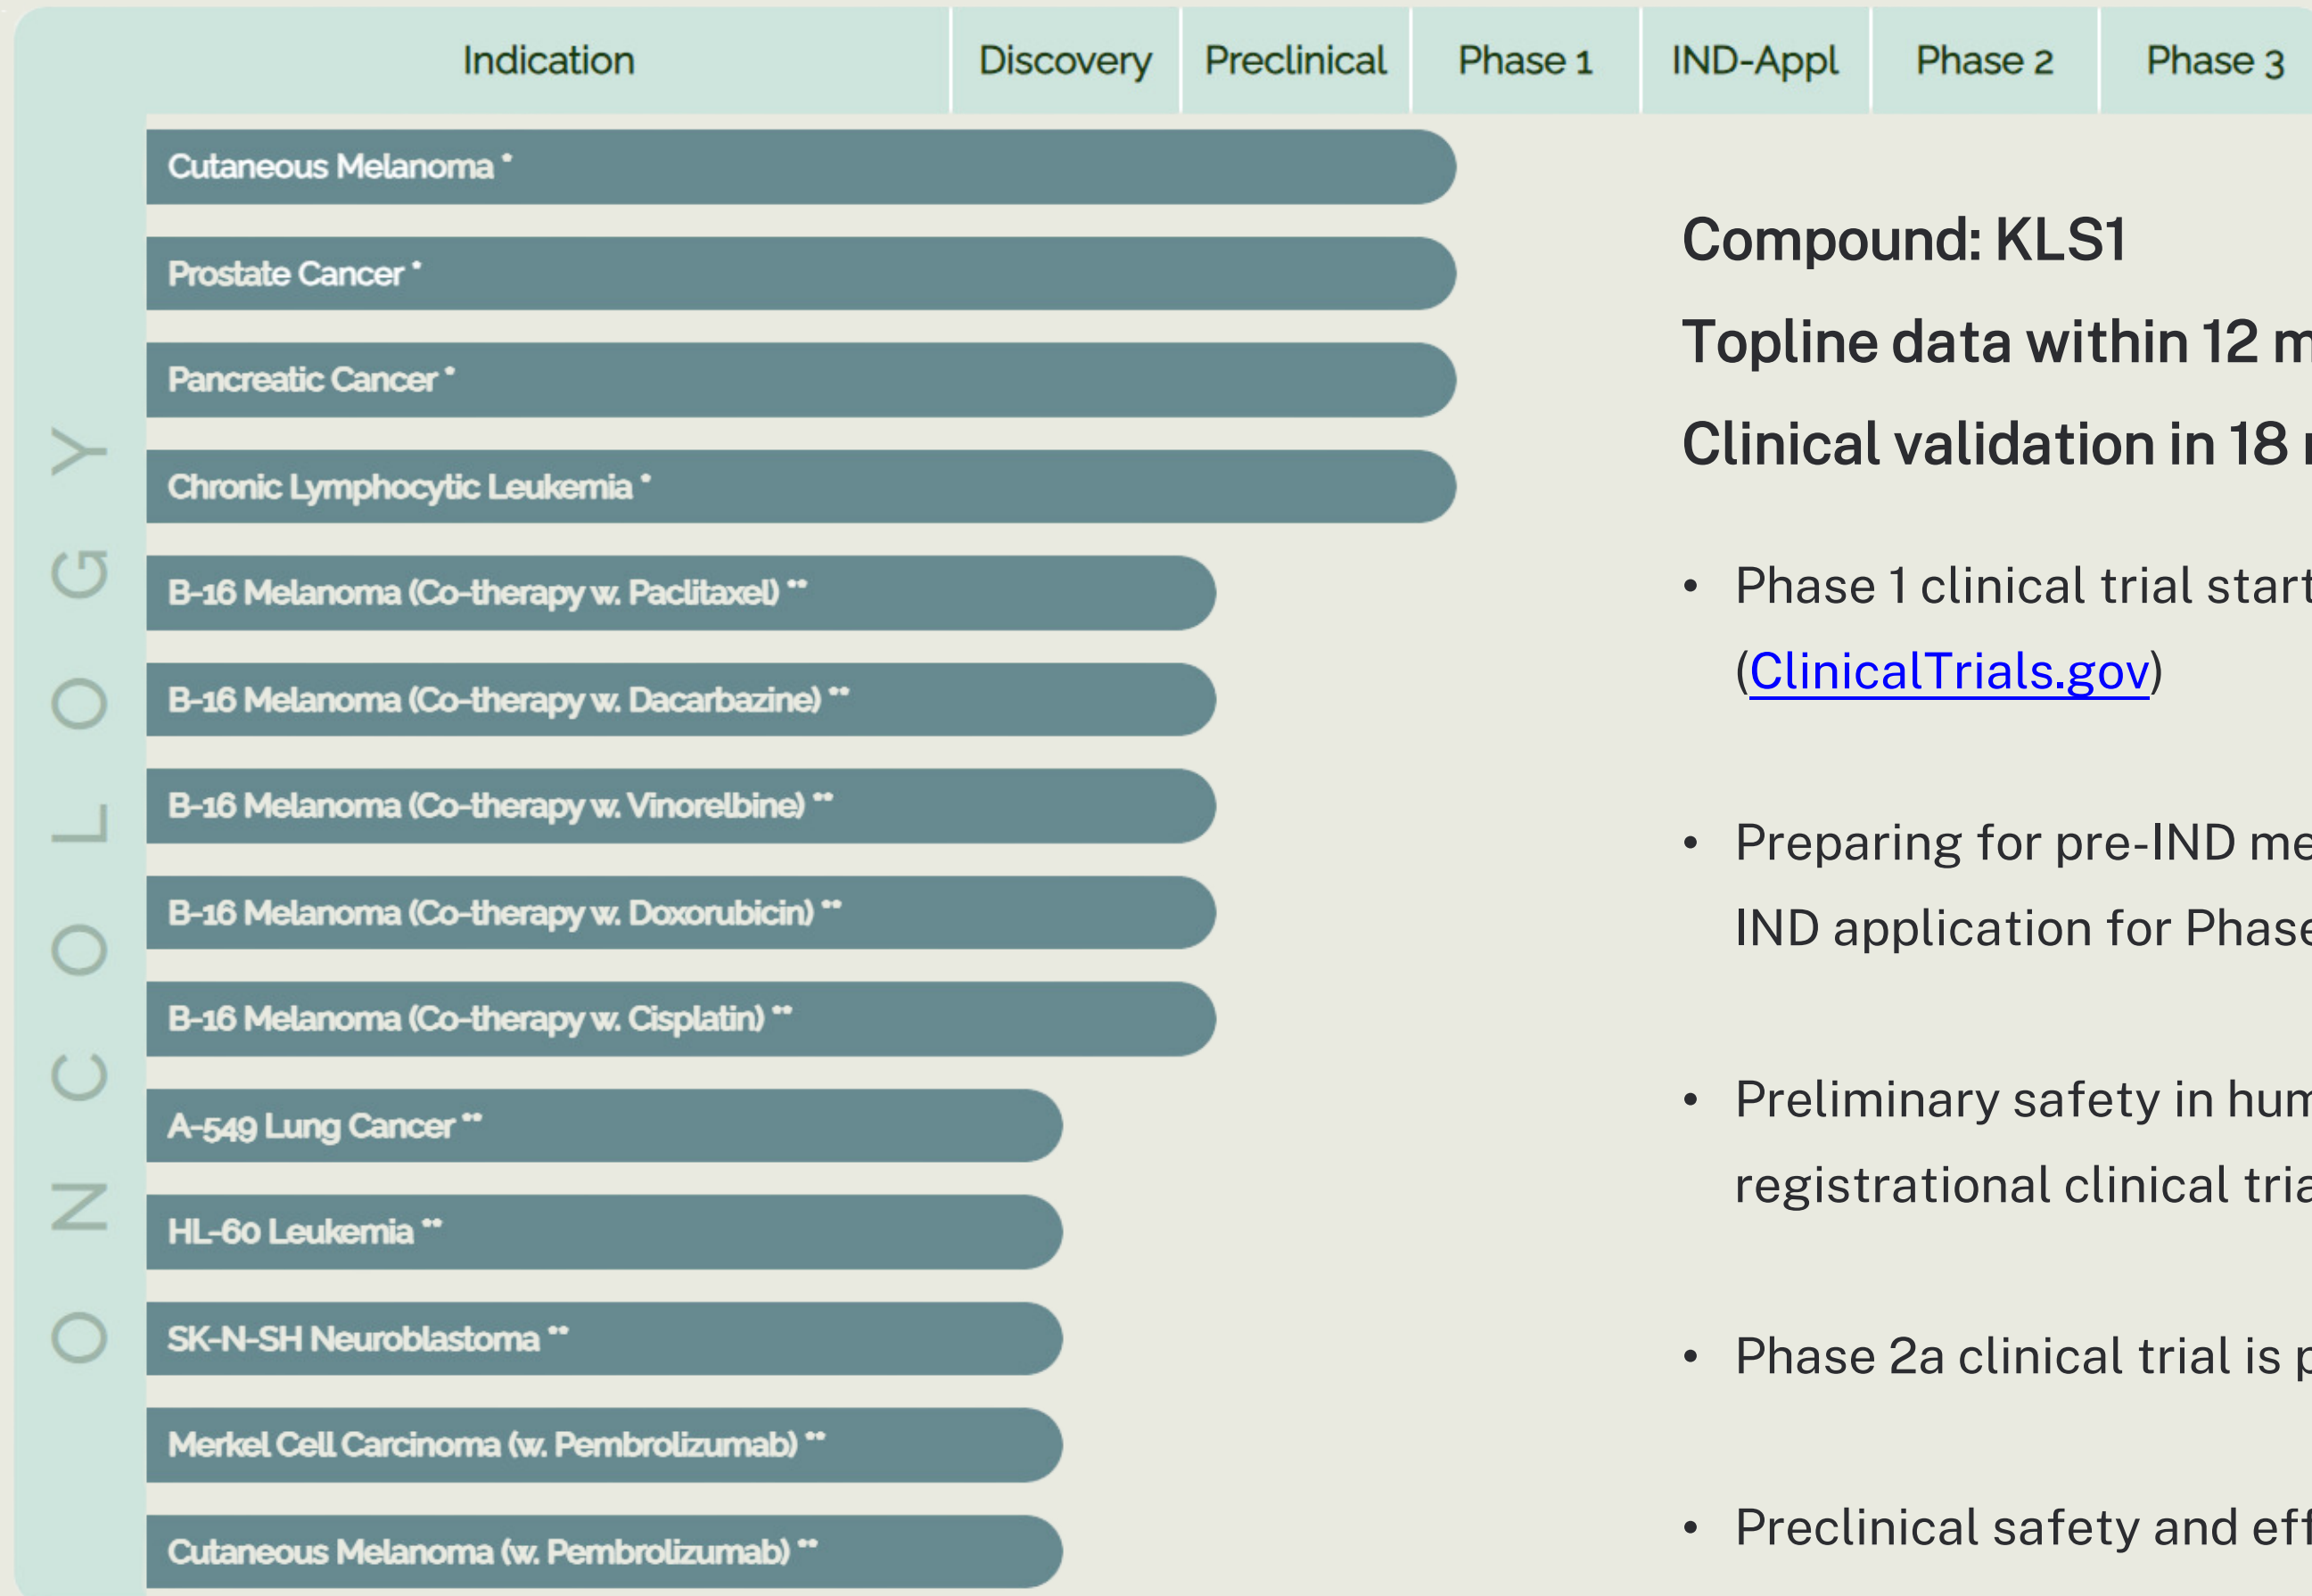 Indication Discovery Preclinical Phase 1 IND-Appl Phase 2 Phase 3
ONCOLOGY
Cutaneous Melanoma *
Prostate Cancer *
Pancreatic Cancer *
Chronic Lymphocytic Leukemia *
B-16 Melanoma (Co-therapy w. Paclitaxel) **
B-16 Melanoma (Co-therapy w. Dacarbazine) **
B-16 Melanoma (Co-therapy w. Vinorelbine) **
B-16 Melanoma (Co-therapy w. Doxorubicin) **
B-16 Melanoma (Co-therapy w. Cisplatin) **
A-549 Lung Cancer **
HL-60 Leukemia **
SK-N-SH Neuroblastoma **
Merkel Cell Carcinoma (w. Pembrolizumab) **
Cutaneous Melanoma (w. Pembrolizumab) **
Compound: KLS1
Topline data within 12
Clinical validation in 18
• Phase 1 clinical trial
(ClinicalTrials.gov)
• Preparing for pre-IND
IND application for
• Preliminary safety in
registrational clinical
• Phase 2a clinical trial is
• Preclinical safety and